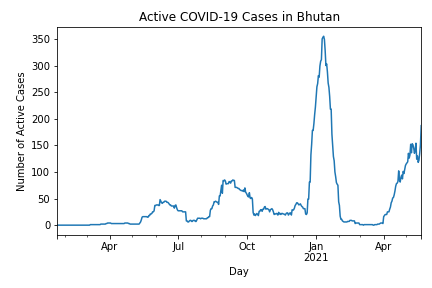 Active COVID-19 Cases in Bhutan
Number of Active Cases
350
300
250
200
150
100
50
0
Apr
Jul
Oct
Jan
2021
Apr
Day